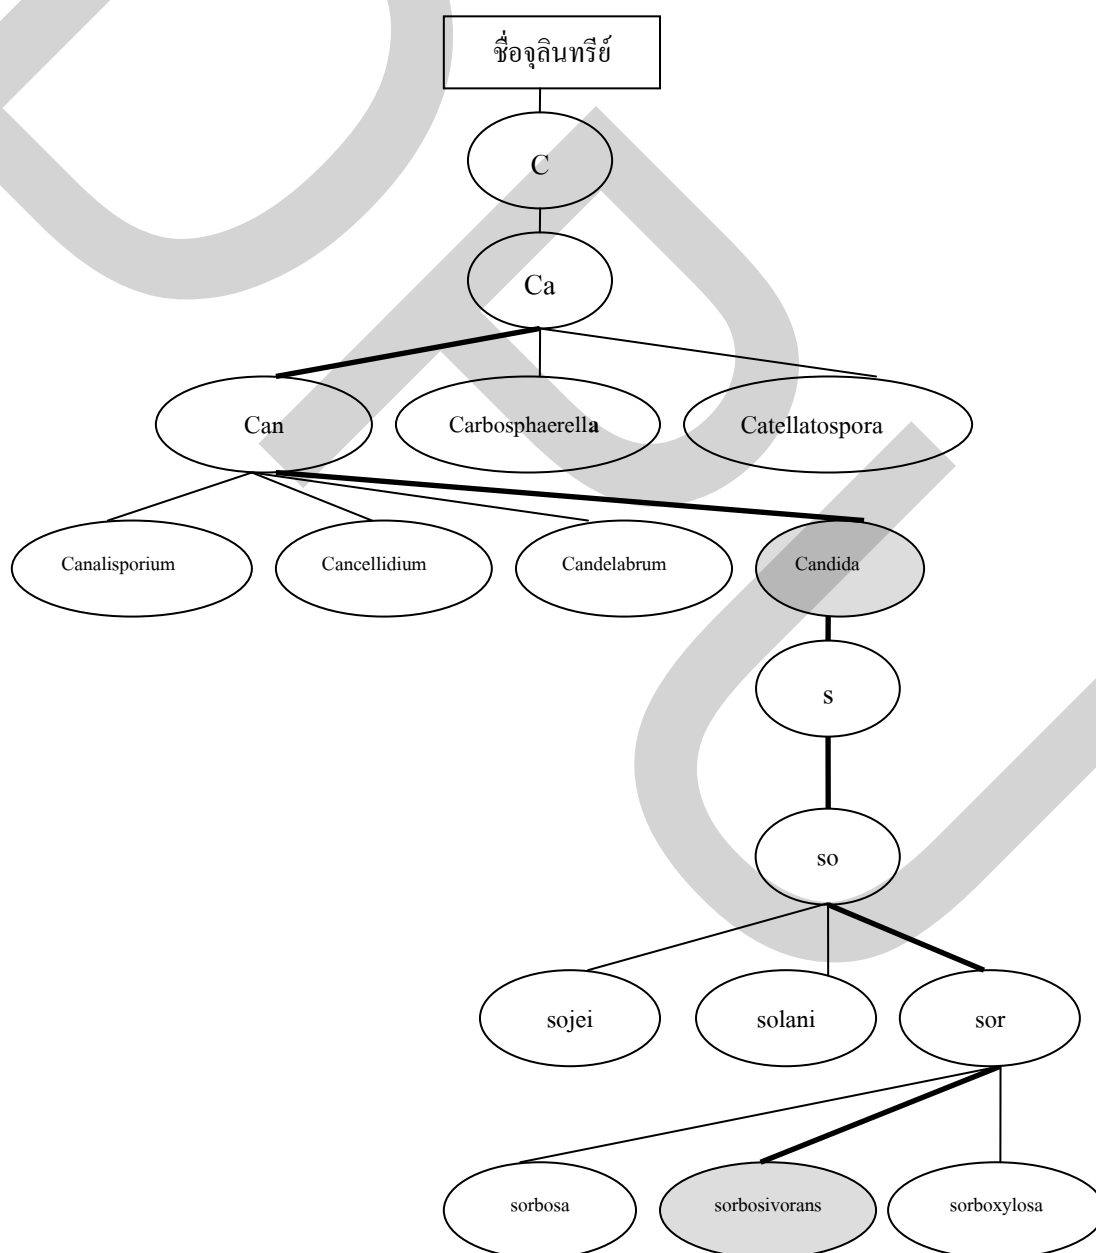 ชื่อจุลินทรีย์
C
Ca
Can
Carbosphaerella
Catellatospora
Canalisporium
Cancellidium
Candelabrum
Candida
s
so
sojei
solani
sor
sorbosa
sorbosivorans
sorboxylosa